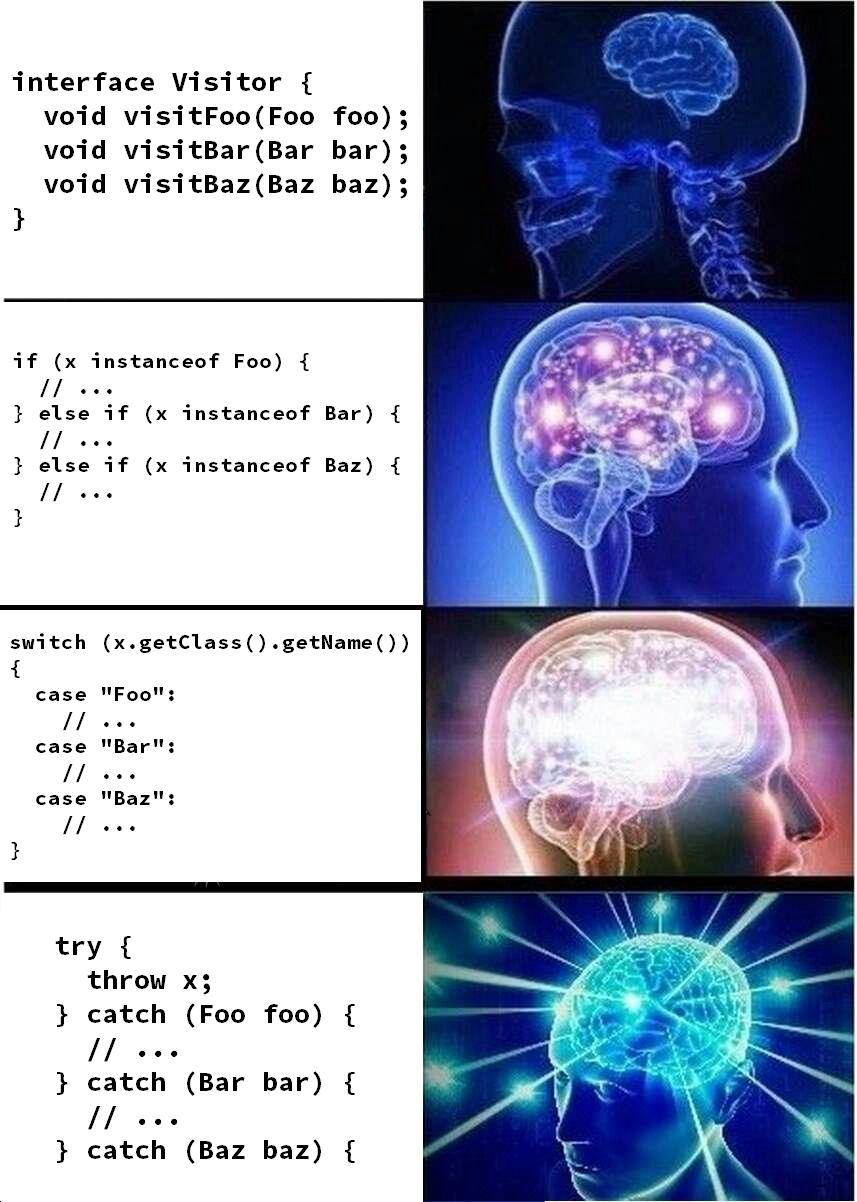 interface Visitor {
  void visitFoo(Foo foo);
  void visitBar(Bar bar);
  void visitBaz(Baz baz);
}
if (x instanceof Foo) {
  // ...
} else if (x instanceof Bar) {
  // ...
} else if (x instanceof Baz) {
  // ...
}
switch (x.getClass().getName())
{
  case "Foo":
    // ...
  case "Bar":
    // ...
  case "Baz":
    // ...
}
try {
  throw x;
} catch (Foo foo) {
  // ...
} catch (Bar bar) {
  // ...
} catch (Baz baz) {